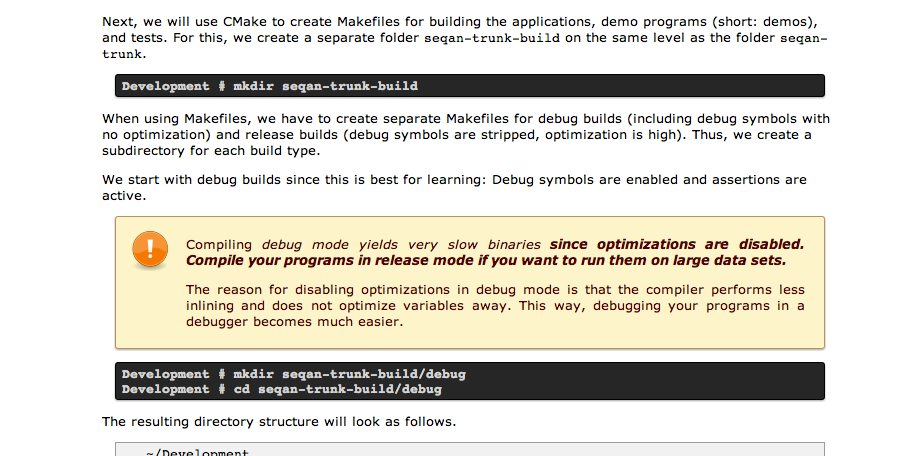 Next, we will use CMake to create Makefiles for building the applications, demo programs (short: demos),
and tests. For this, we create a separate folder seqan-trunk-build on the same level as the folder seqan-
trunk.
Development # mkdir seqan-trunk-build
When using Makefiles, we have to create separate Makefiles for debug builds (including debug symbols with
no optimization) and release builds (debug symbols are stripped, optimization is high). Thus, we create a
subdirectory for each build type.
We start with debug builds since this is best for learning: Debug symbols are enabled and assertions are
active.
Compiling debug mode yields very slow binaries since optimizations are disabled.
Compile your programs in release mode if you want to run them on large data sets.
The reason for disabling optimizations in debug mode is that the compiler performs less
inlining and does not optimize variables away. This way, debugging your programs in a
debugger becomes much easier.
Development # mkdir seqan-trunk-build/debug
Development # cd seqan-trunk-build/debug
The resulting directory structure will look as follows.
~/Development